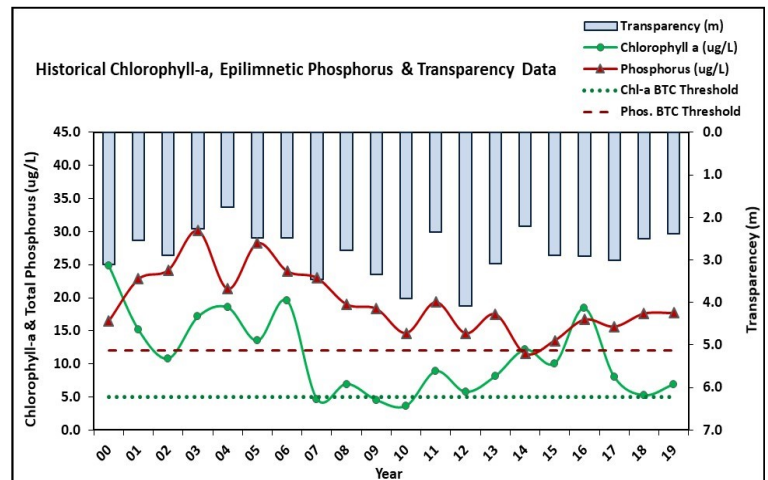 Transparency (m)
Chlorophyll a (ug/L)
Historical Chlorophyll-a, Epilimnetic Phosphorus & Transparency Data
Phosphorus (ug/L)
Chl-a BTC Threshold
Phos. BTC Threshold
Chlorophyll-a & Total Phosphorus (ug/L)
45.0
40.0
35.0
30.0
25.0
20.0
15.0
10.0
5.0
0.0
0.0
1.0
2.0
3.0
4.0
5.0
6.0
7.0
Transparencey (m)
00 01 02 03 04 05 06 07 08 09 10 11 12 13 14 15 16 17 18 19
Year